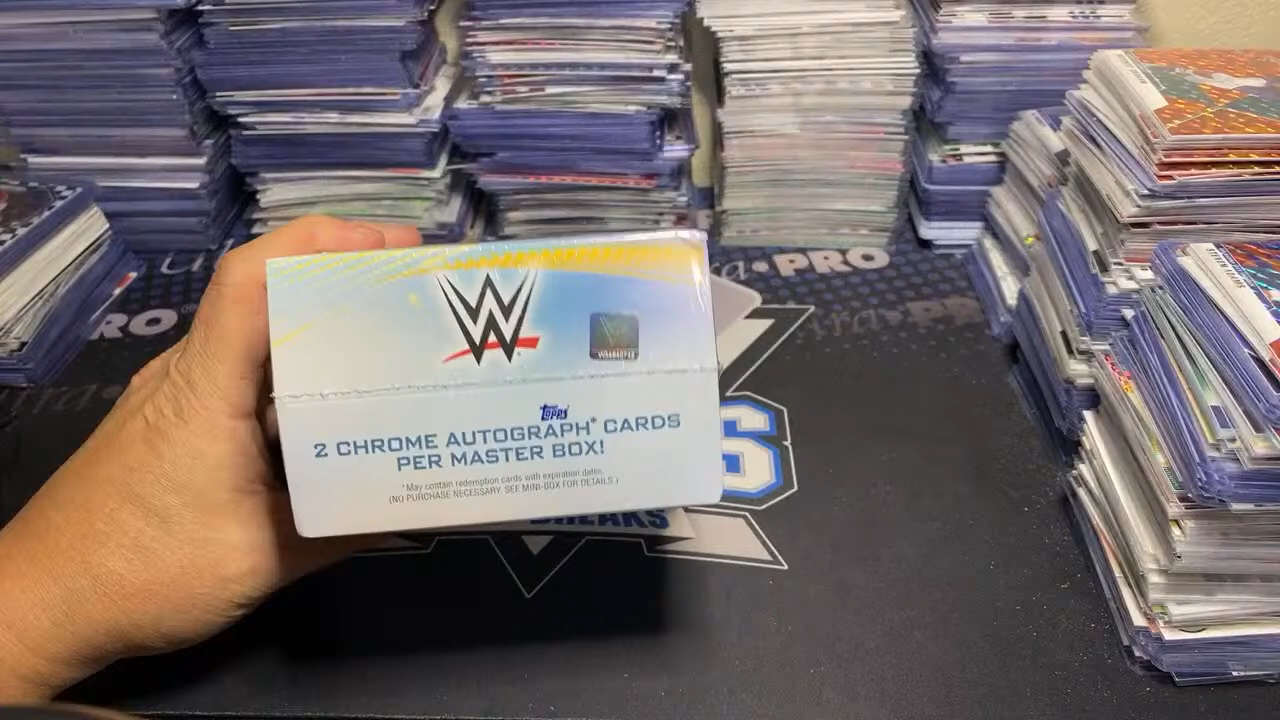 PRO
PRO
W
Topps
2 CHROME AUTOGRAPH* CARDS
PER MASTER BOX!
*May contain redemption cards with expiration dates.
(NO PURCHASE NECESSARY. SEE MINI-BOX FOR DETAILS.)
S
BREAKS